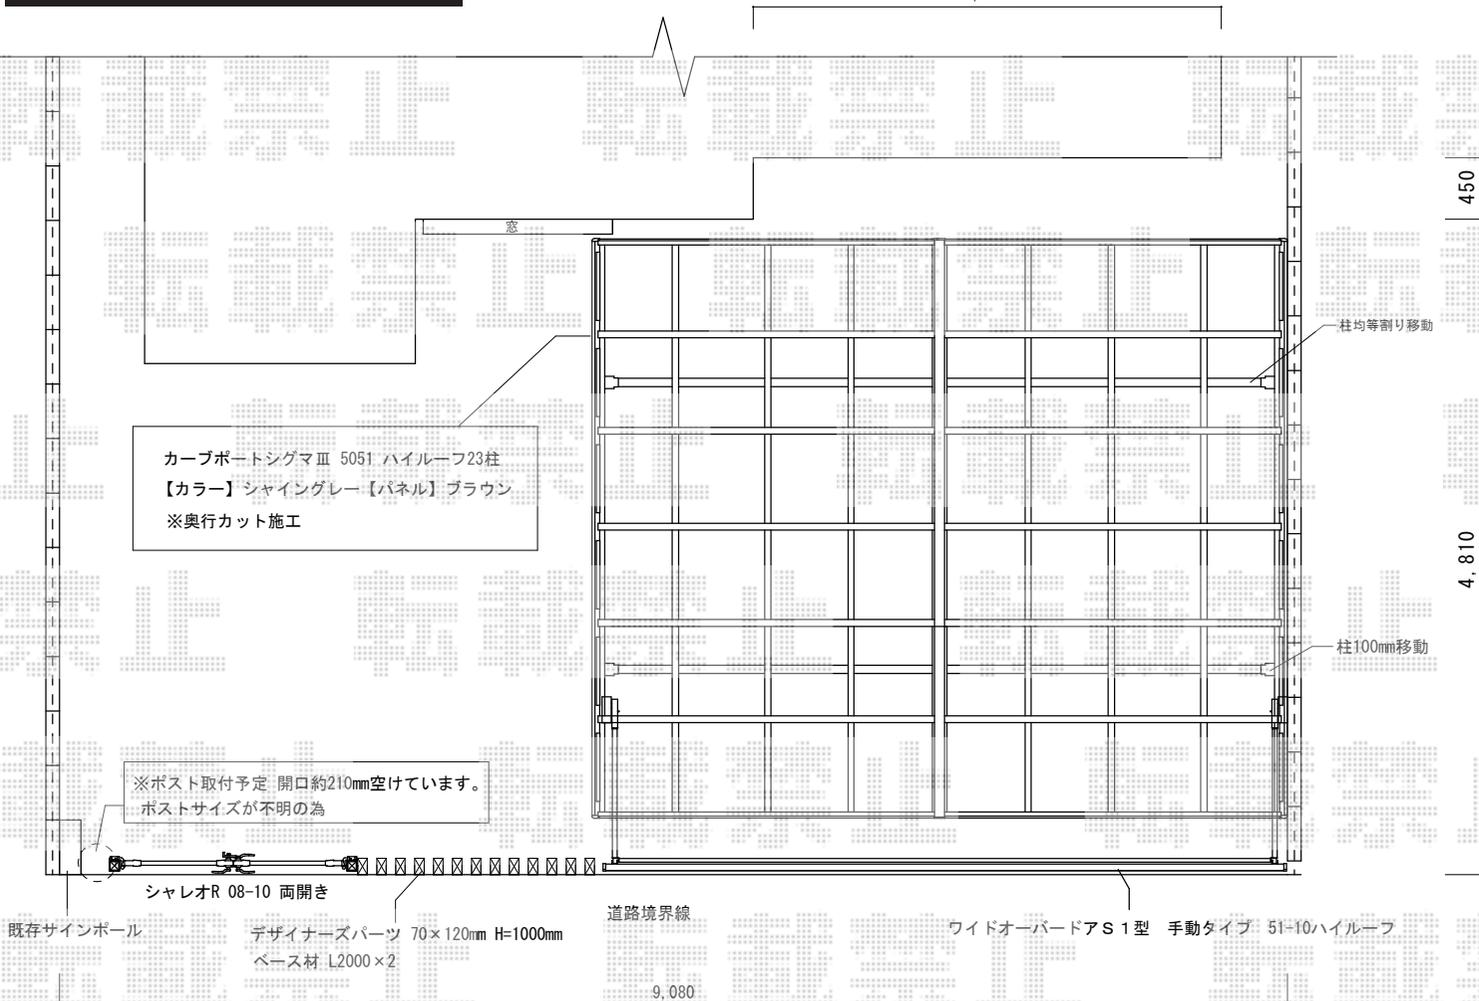 450
窓
柱均等割り移動
カーブポートシグマⅢ 5051 ハイルーフ23柱
【カラー】シャイングレー【パネル】ブラウン
※奥行カット施工
4,810
柱100mm移動
※ポスト取付予定 開口約210mm空けています。
ポストサイズが不明の為
シャレオR 08-10 両開き
道路境界線
既存サインポール
デザイナーズパーツ 70×120mm H=1000mm
ベース材 L2000×2
ワイドオーバードアS1型 手動タイプ 51-10ハイルーフ
9,080
転載禁止